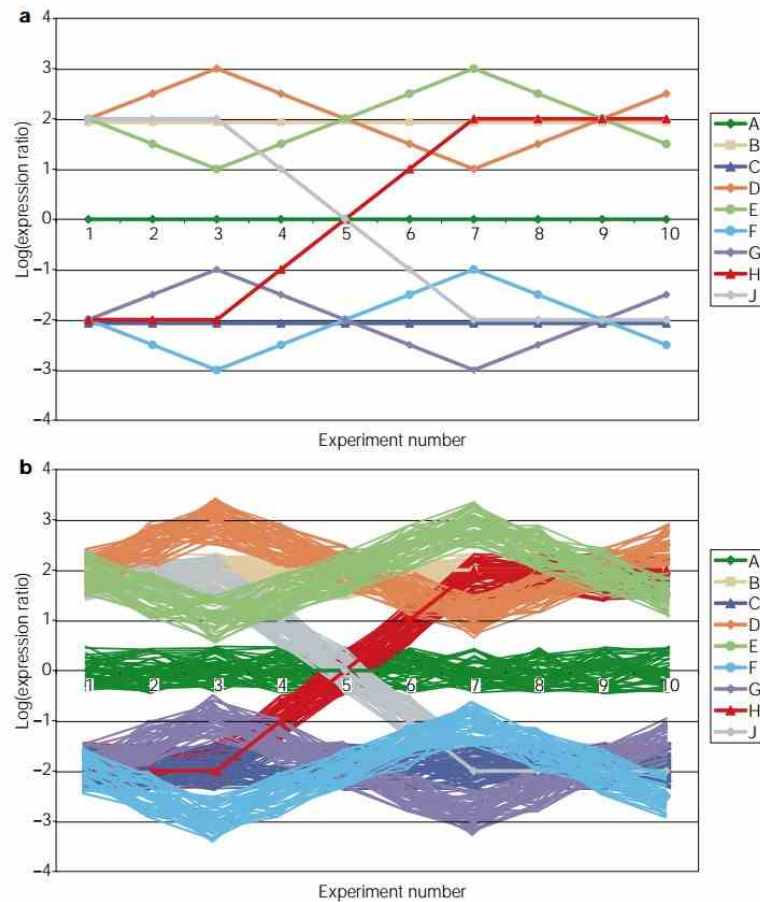 a
4
3
2
1
0
−1
−2
−3
−4
Log(expression ratio)
1 2 3 4 5 6 7 8 9 10
Experiment number
A
B
C
D
E
F
G
H
J
b
4
3
2
1
0
−1
−2
−3
−4
Log(expression ratio)
1 2 3 4 5 6 7 8 9 10
Experiment number
A
B
C
D
E
F
G
H
J